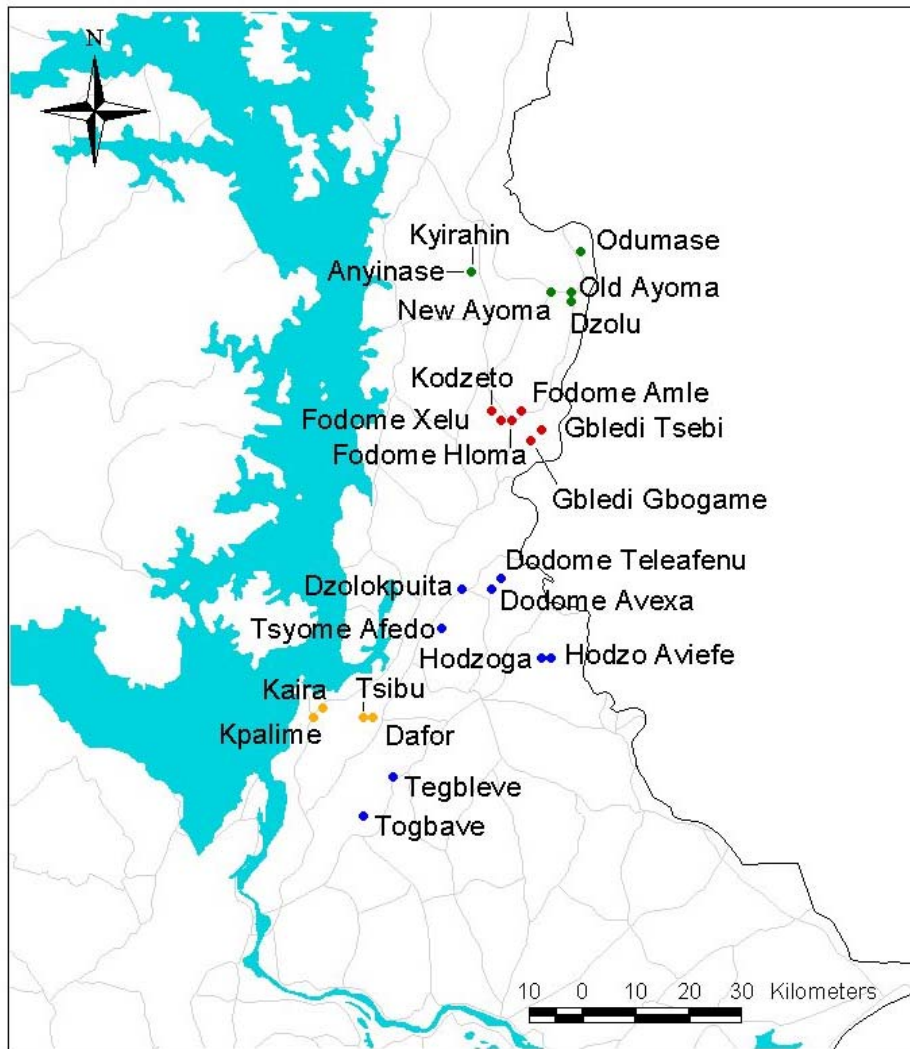 N
Kyirahin
Odumase
Anyinase
Old Ayoma
New Ayoma
Dzolu
Kodzeto
Fodome Amle
Fodome Xelu
Gbledi Tsebi
Fodome Hloma
Gbledi Gbogame
Dodome Teleafenu
Dzolokpuita
Dodome Avexa
Tsyome Afedo
Hodzoga
Hodzo Aviefe
Kaira
Tsibu
Kpalime
Dafor
Tegbleve
Togbave
10 0 10 20 30 Kilometers